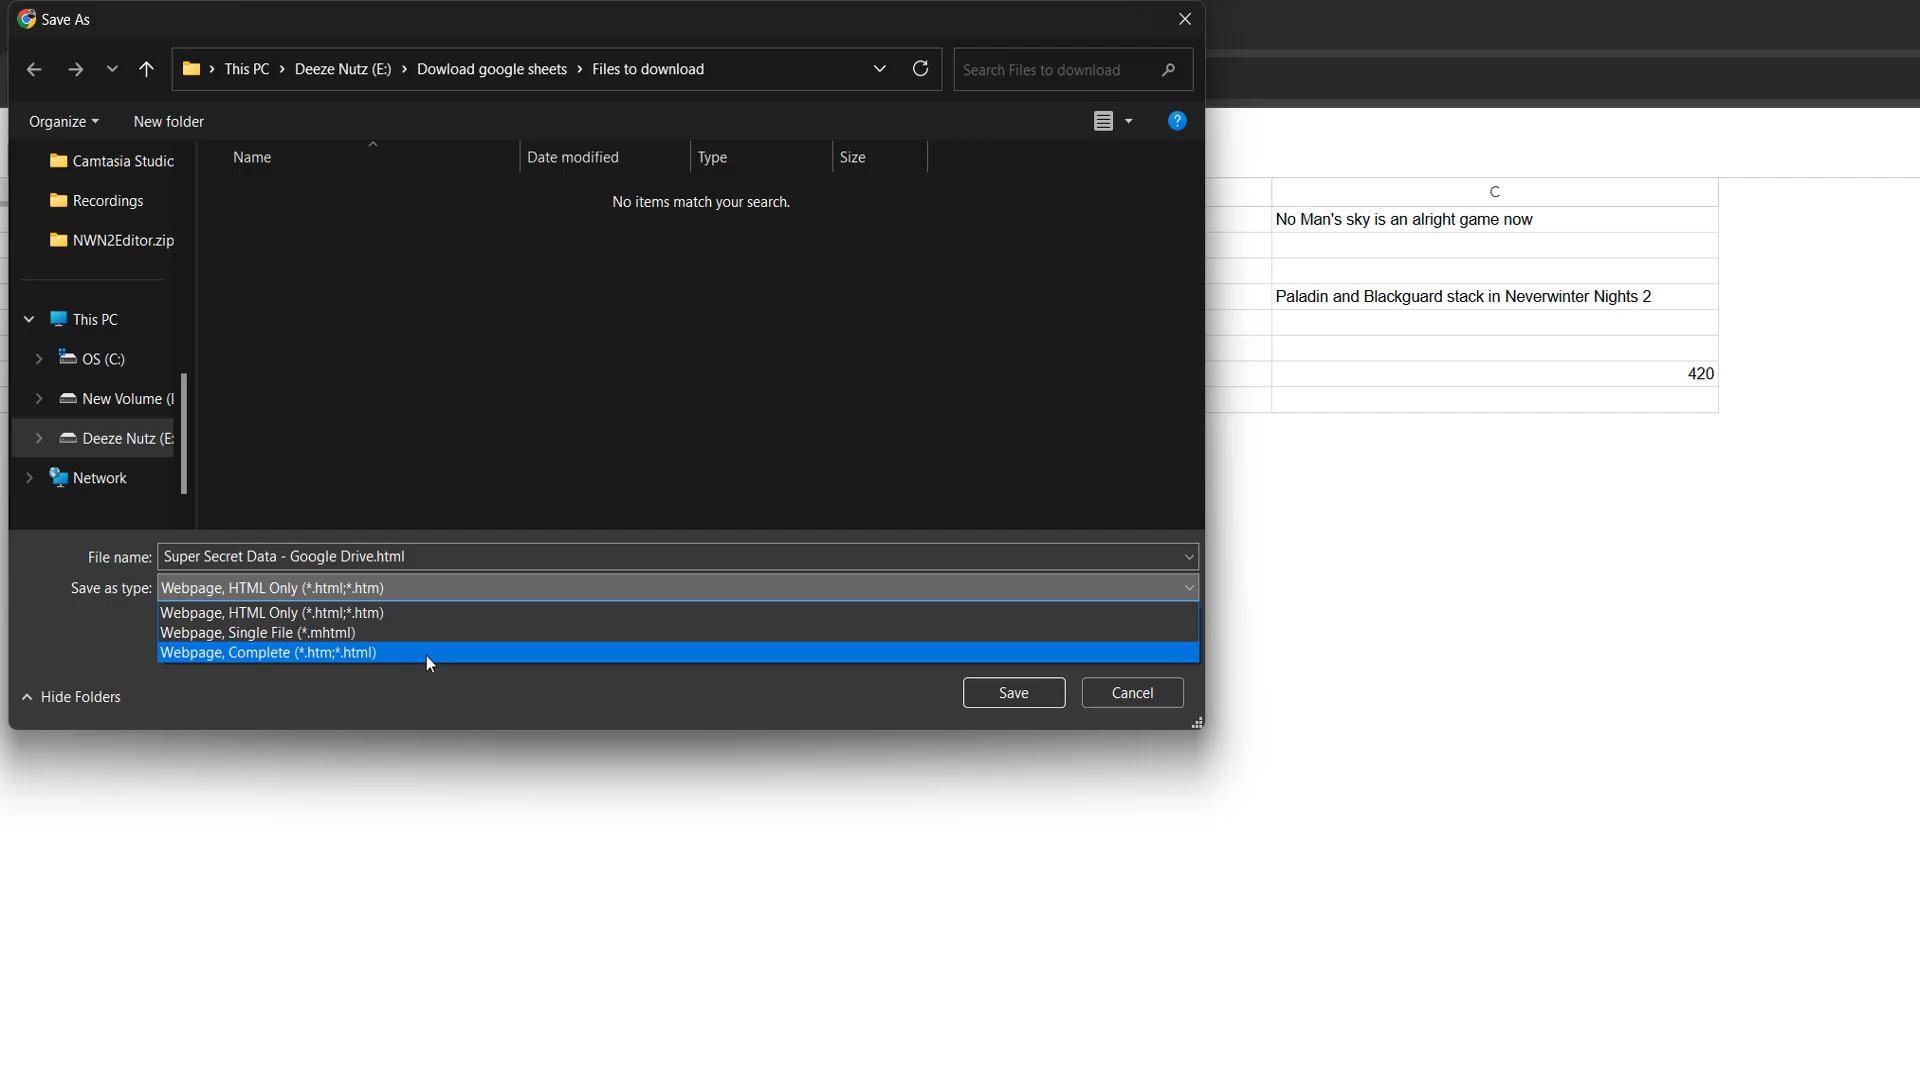 Save As
This PC › Deeze Nutz (E:) › Dowload google sheets › Files to download
Search Files to download
Organize
New folder
?
Camtasia Studic
Recordings
NWN2Editor.zip
This PC
OS (C:)
New Volume (
Deeze Nutz (E:
Network
Name
Date modified
Type
Size
No items match your search.
File name: Super Secret Data - Google Drive.html
Save as type: Webpage, HTML Only (*.html;*.htm)
Webpage, HTML Only (*.html;*.htm)
Webpage, Single File (*.mhtml)
Webpage, Complete (*.htm;*.html)
Hide Folders
Save
Cancel
C
No Man's sky is an alright game now
Paladin and Blackguard stack in Neverwinter Nights 2
420